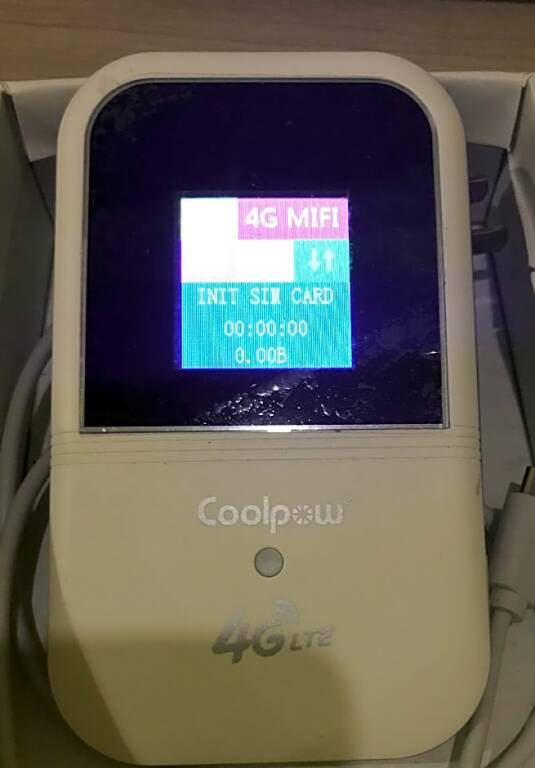 4G MIFI
INIT SIM CARD
00:00:00
0.00B
Coolpow
4G LTE